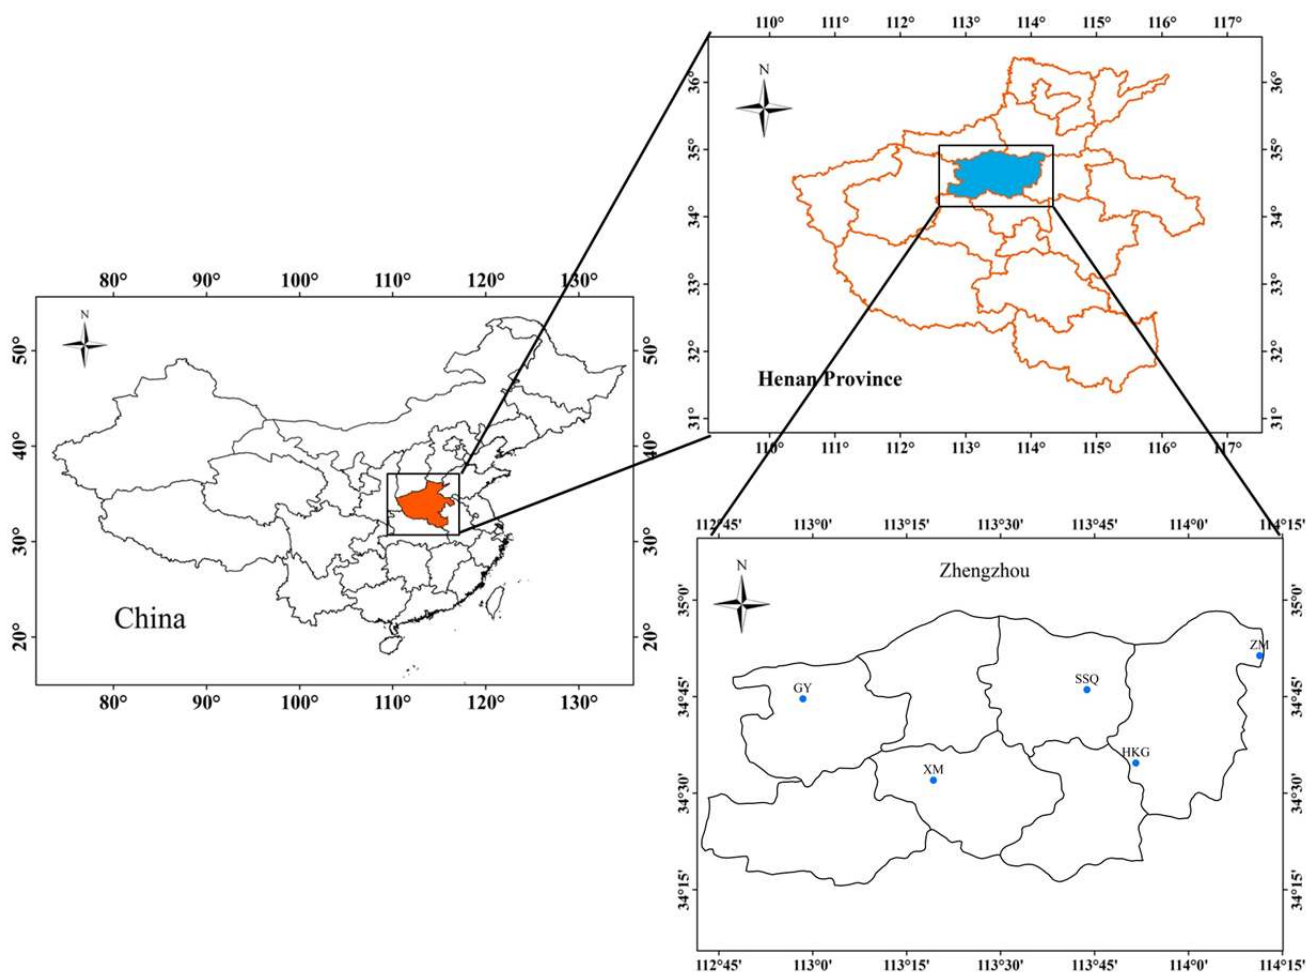 110° 111° 112° 113° 114° 115° 116° 117°
N
36° 36°
35° 35°
34° 34°
33° 33°
32° 32°
31° 31°
Henan Province
110° 111° 112° 113° 114° 115° 116° 117°
80° 90° 100° 110° 120° 130°
N
50° 50°
40° 40°
30° 30°
20° 20°
China
80° 90° 100° 110° 120° 130°
112°45' 113°0' 113°15' 113°30' 113°45' 114°0' 114°15'
N
Zhengzhou
35°0' 35°0'
ZM
GY
SSQ
34°45' 34°45'
HKG
XM
34°30' 34°30'
34°15' 34°15'
112°45' 113°0' 113°15' 113°30' 113°45' 114°0' 114°15'